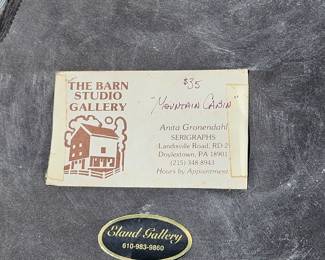 THE BARN
STUDIO
GALLERY
$35
"MOUNTAIN CABIN"
Anita Gronendahl
SERIGRAPHS
Landisville Road, RD 2
Doylestown, PA 18901
(215) 348-8943
Hours by Appointment
Eland Gallery
610-983-9860